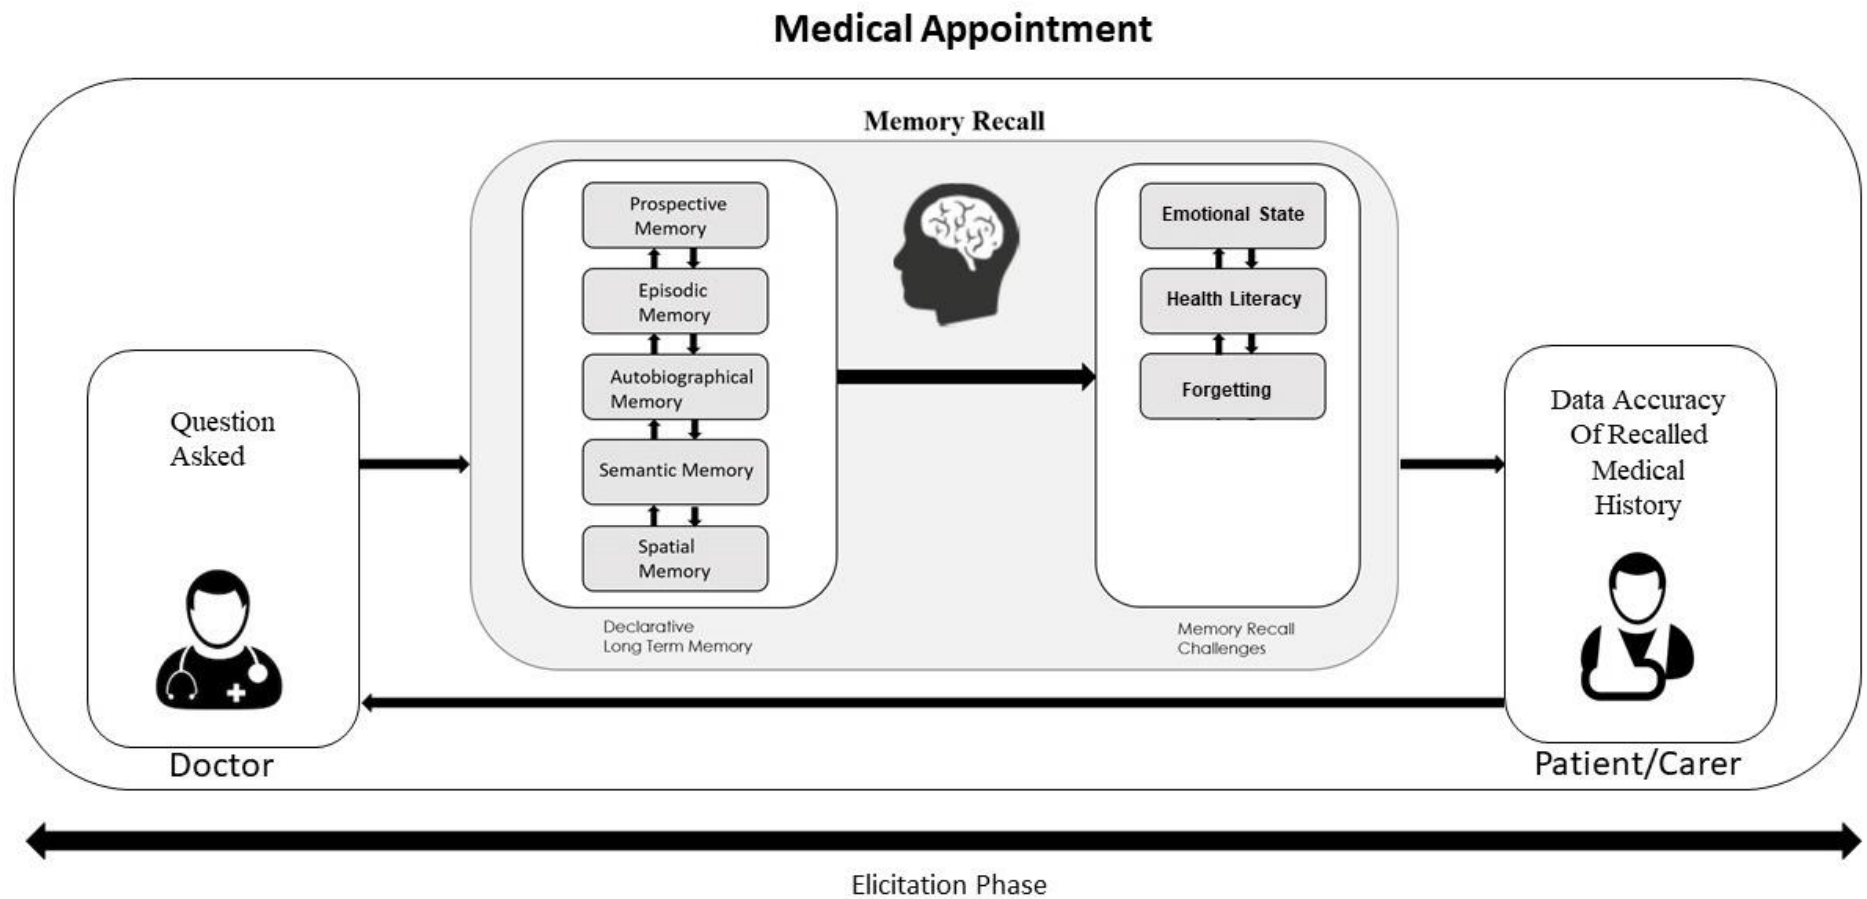 Medical Appointment
Memory Recall
Question
Asked
Doctor
Prospective
Memory
Episodic
Memory
Autobiographical
Memory
Semantic Memory
Spatial
Memory
Declarative
Long Term Memory
Emotional State
Health Literacy
Forgetting
Memory Recall
Challenges
Data Accuracy
Of Recalled
Medical
History
Patient/Carer
Elicitation Phase